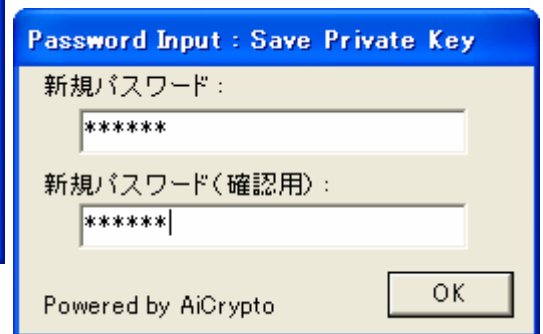 Password Input : Save Private Key
新規パスワード :
******
新規パスワード(確認用) :
******
Powered by AiCrypto
OK